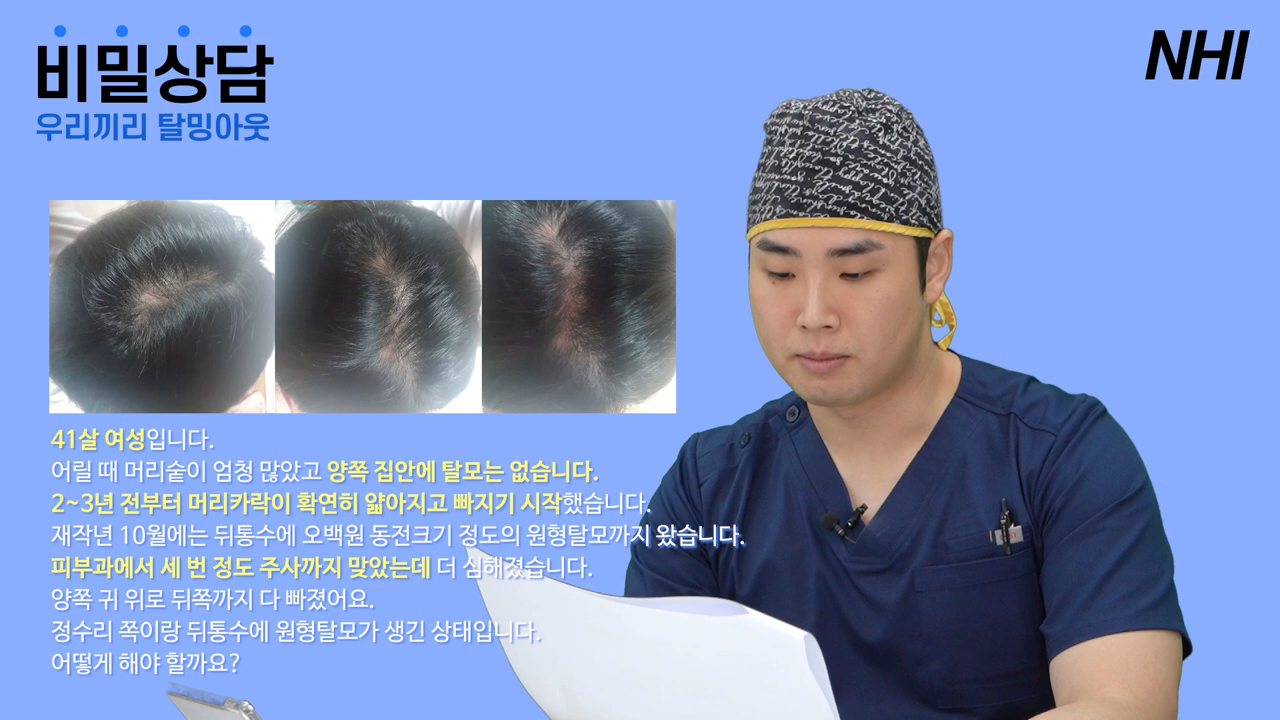 비밀상담
우리끼리 탈밍아웃
NHI
41살 여성입니다.
어릴 때 머리숱이 엄청 많았고 양쪽 집안에 탈모는 없습니다.
2~3년 전부터 머리카락이 확연히 얇아지고 빠지기 시작했습니다.
재작년 10월에는 뒤통수에 오백원 동전크기 정도의 원형탈모까지 왔습니다.
피부과에서 세 번 정도 주사까지 맞았는데 더 심해졌습니다.
양쪽 귀 위로 뒤쪽까지 다 빠졌어요.
정수리 쪽이랑 뒤통수에 원형탈모가 생긴 상태입니다.
어떻게 해야 할까요?